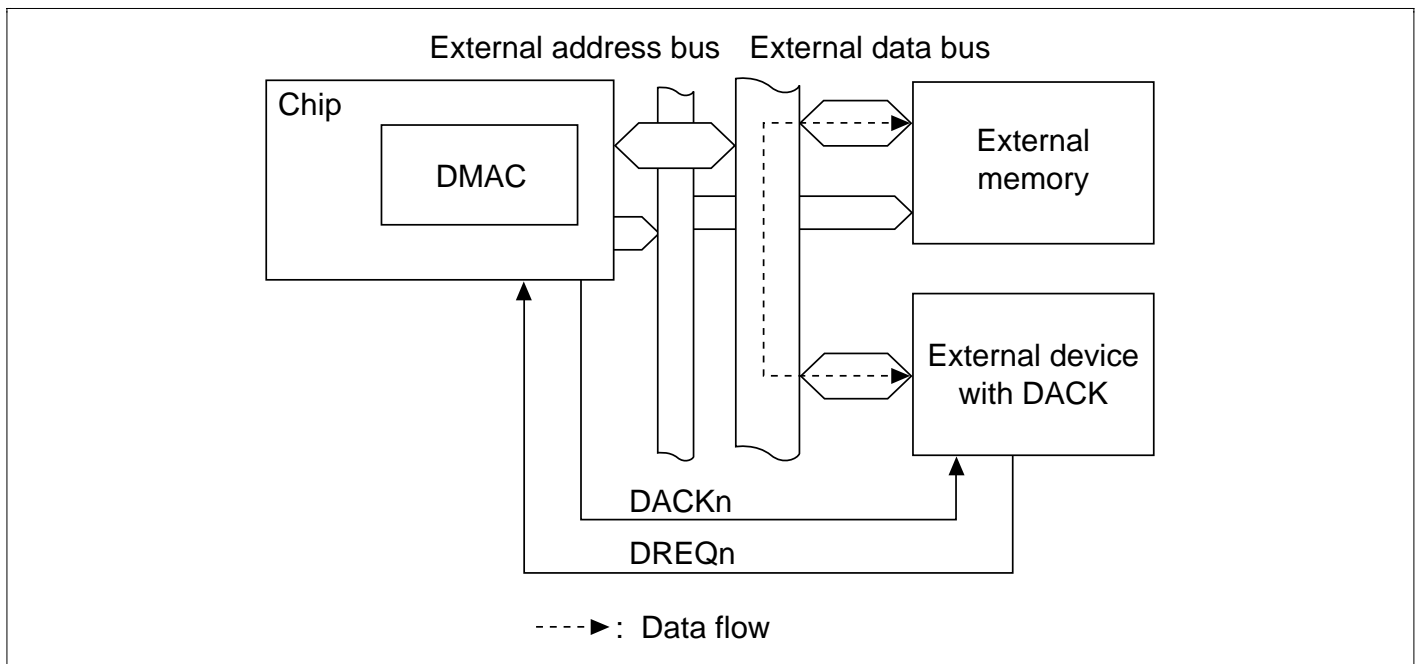 External address bus
External data bus
Chip
DMAC
External
memory
External device
with DACK
DACKn
DREQn
: Data flow